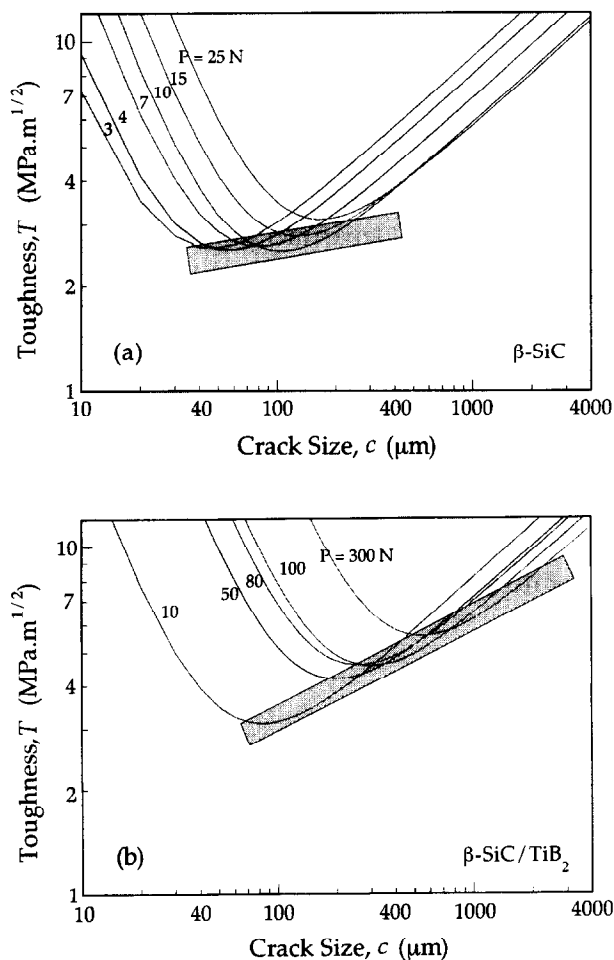 10
P = 25 N
15
10
7
4
3
7
4
2
1
Toughness, T (MPa.m1/2)
(a)
β-SiC
10 40 100 400 1000 4000
Crack Size, c (μm)
10
P = 300 N
100
80
50
10
7
4
2
1
Toughness, T (MPa.m1/2)
(b)
β-SiC/TiB2
10 40 100 400 1000 4000
Crack Size, c (μm)